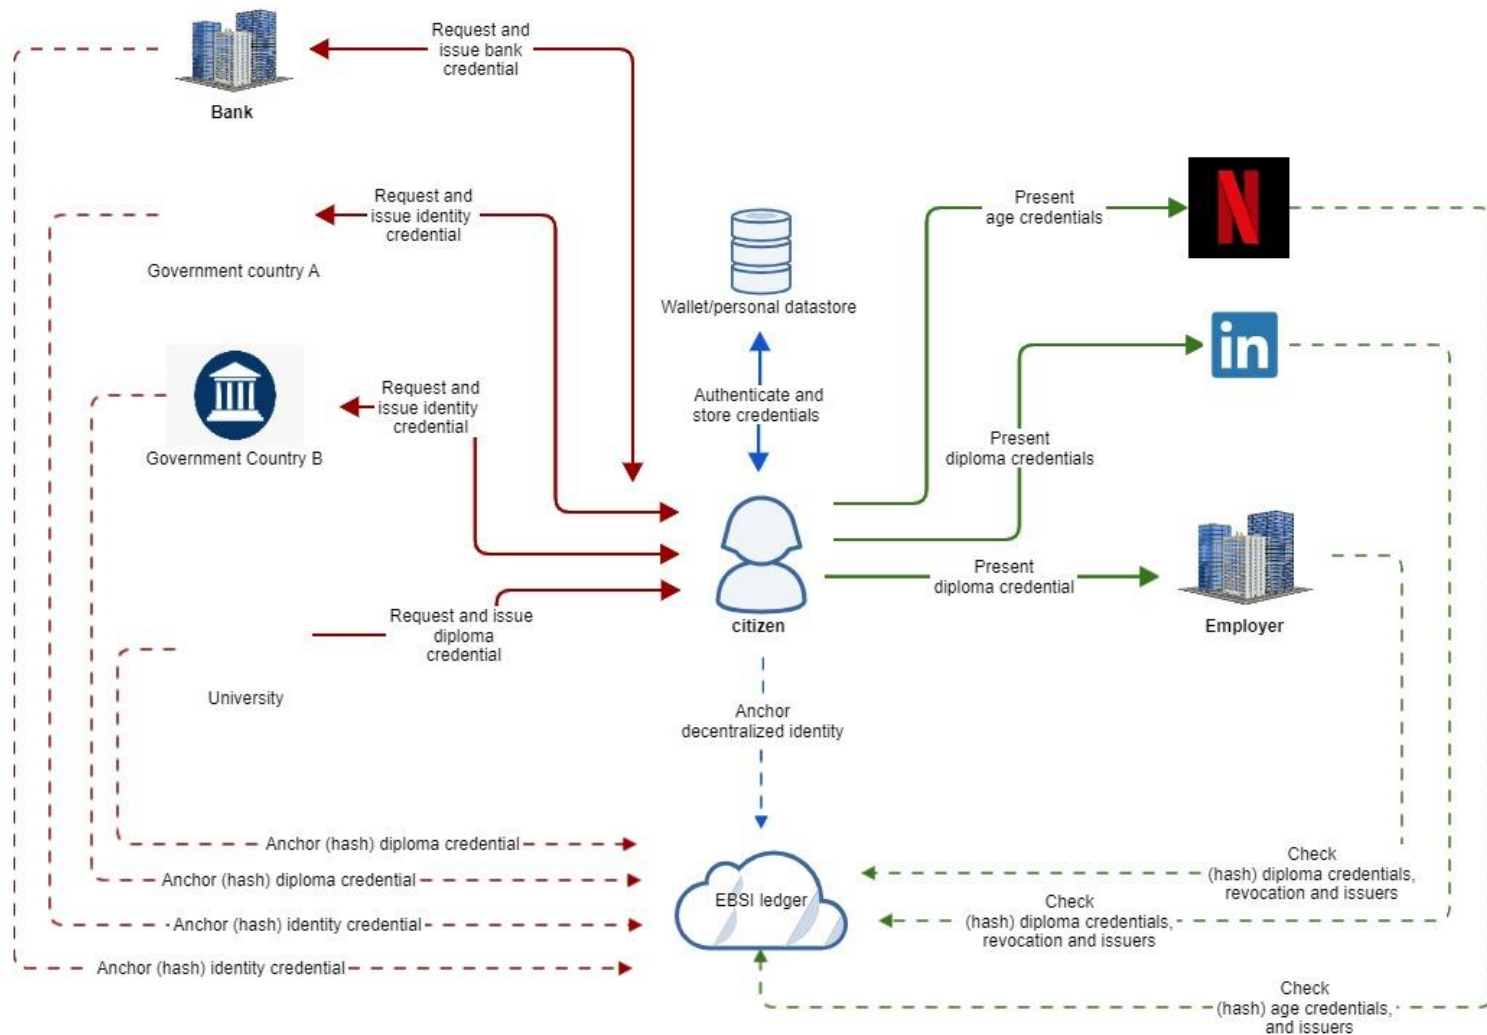 Request and
issue bank
credential
Bank
Request and
issue identity
credential
Government country A
Request and
issue identity
credential
Government Country B
Request and issue
diploma
credential
University
Wallet/personal datastore
Authenticate and
store credentials
citizen
Anchor
decentralized identity
Present
age credentials
N
in
Present
diploma credentials
Present
diploma credential
Employer
Anchor (hash) diploma credential
Anchor (hash) diploma credential
Anchor (hash) identity credential
Anchor (hash) identity credential
EBSI ledger
Check
(hash) diploma credentials,
revocation and issuers
Check
(hash) diploma credentials,
revocation and issuers
Check
(hash) age credentials,
and issuers